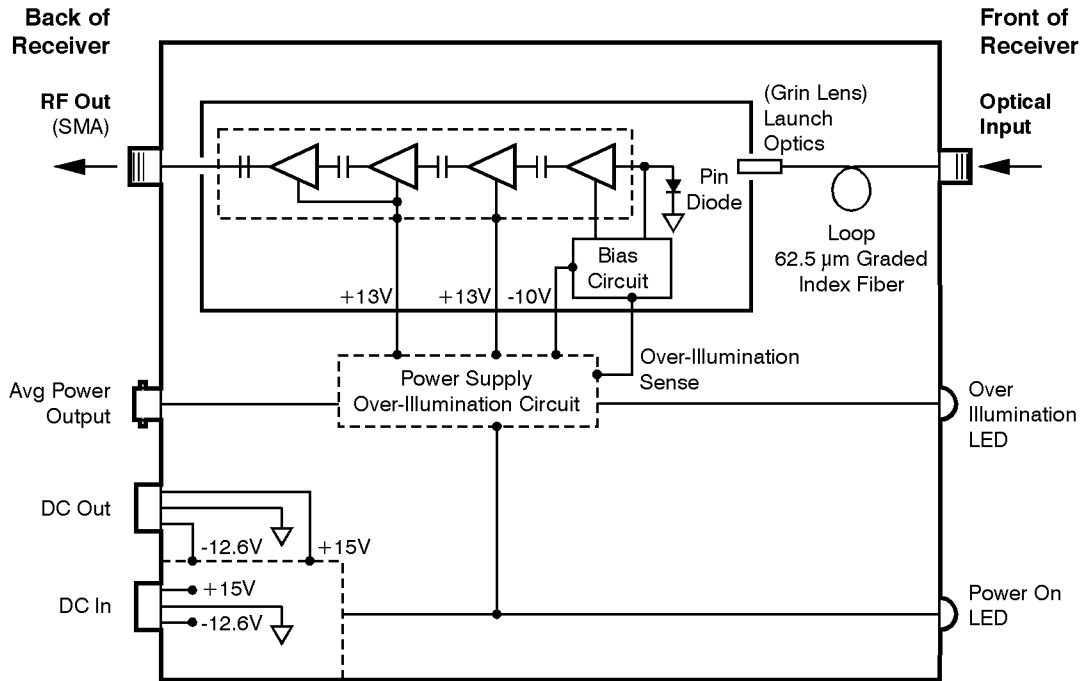 Back of
Receiver
Front of
Receiver
RF Out
(SMA)
(Grin Lens)
Launch
Optics
Optical
Input
Pin
Diode
Loop
62.5 μm Graded
Index Fiber
Bias
Circuit
+13V
+13V
-10V
Over-Illumination
Sense
Power Supply
Over-Illumination Circuit
Avg Power
Output
Over
Illumination
LED
DC Out
-12.6V
+15V
DC In
+15V
-12.6V
Power On
LED